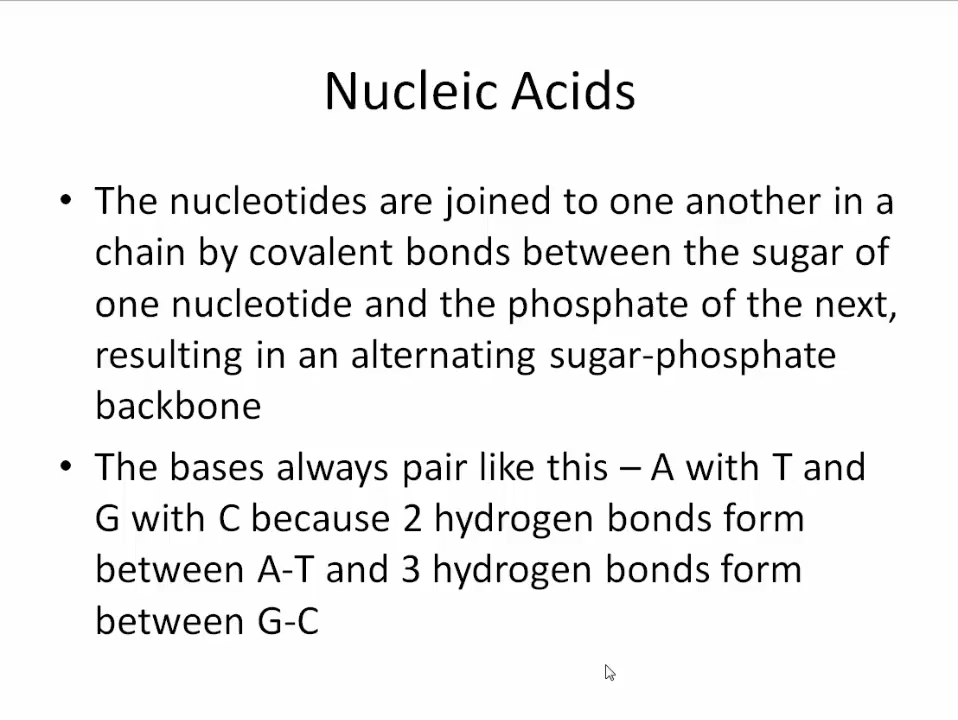 Nucleic Acids
• The nucleotides are joined to one another in a
chain by covalent bonds between the sugar of
one nucleotide and the phosphate of the next,
resulting in an alternating sugar-phosphate
backbone
• The bases always pair like this – A with T and
G with C because 2 hydrogen bonds form
between A-T and 3 hydrogen bonds form
between G-C